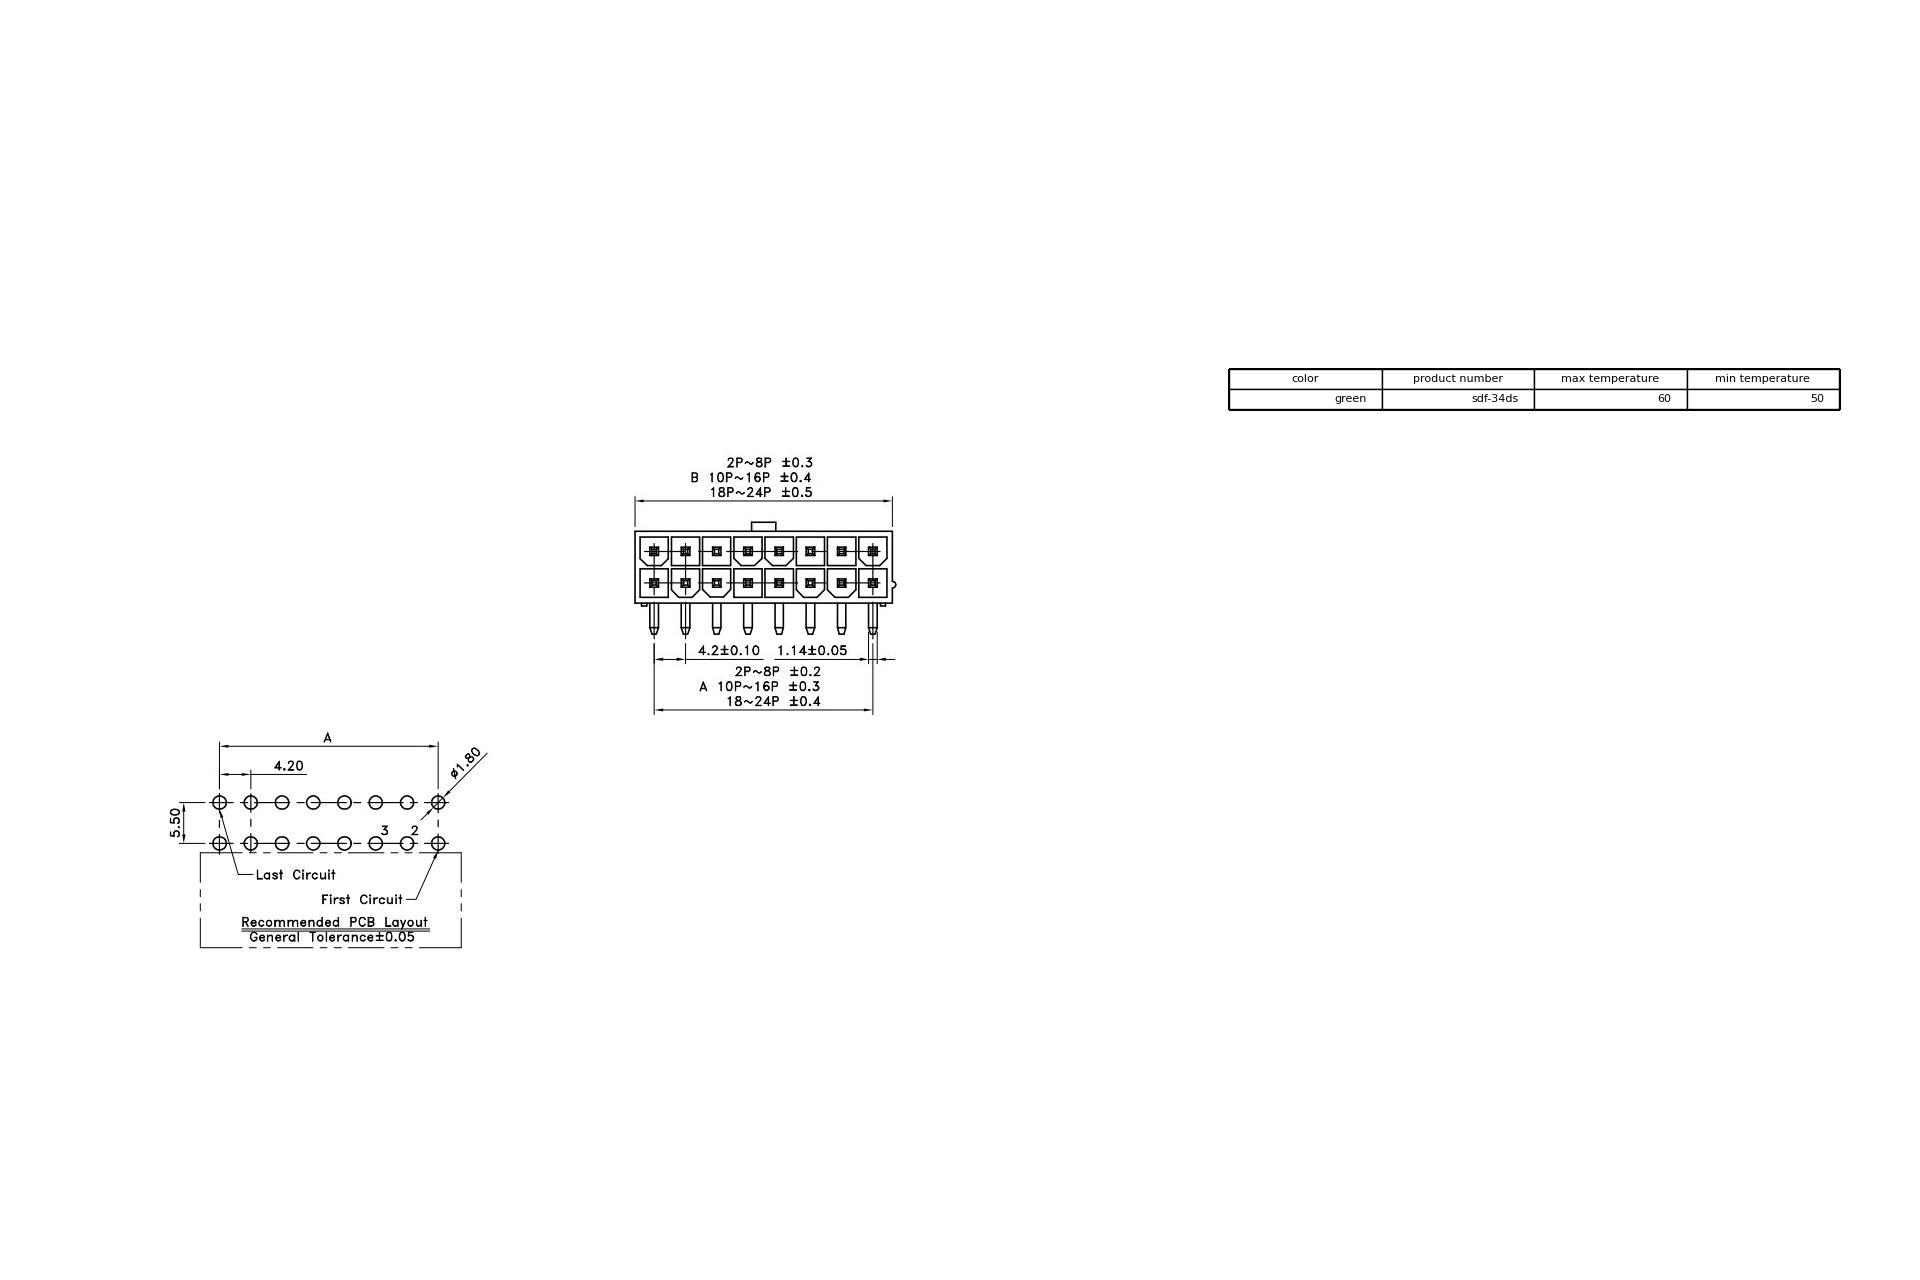 color product number max temperature min temperature
green sdf-34ds 60 50
2P~8P ±0.3
B 10P~16P ±0.4
18P~24P ±0.5
4.2±0.10 1.14±0.05
2P~8P ±0.2
A 10P~16P ±0.3
18~24P ±0.4
A
4.20
ø1.80
5.50
3 2
Last Circuit
First Circuit
Recommended PCB Layout
General Tolerance±0.05